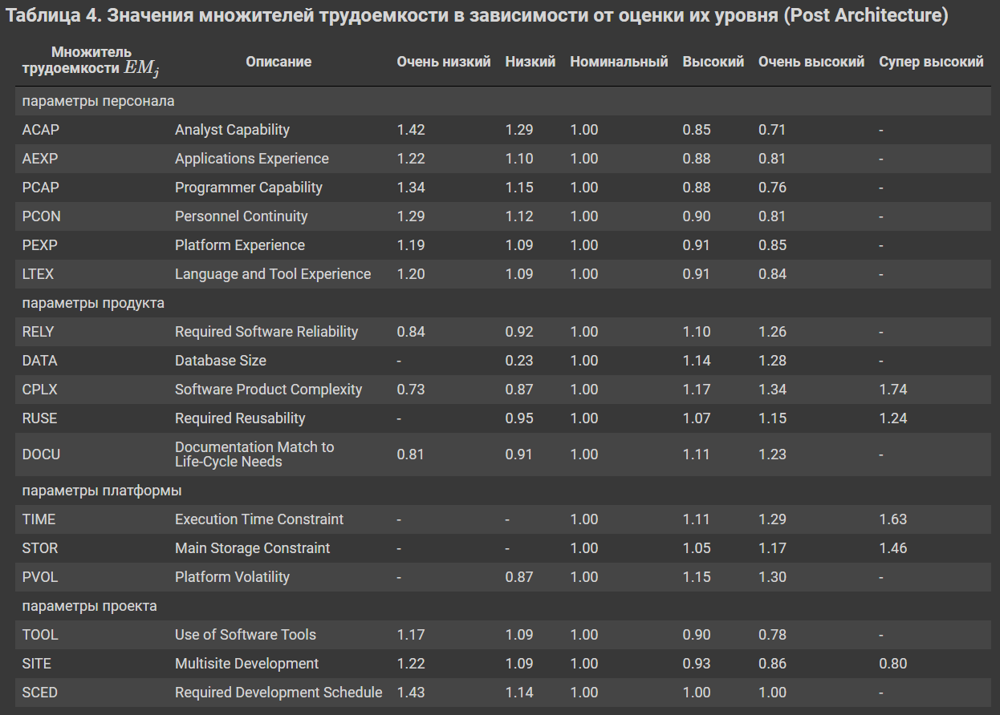 Таблица 4. Значения множителей трудоемкости в зависимости от оценки их уровня (Post Architecture)
Множитель трудоемкости EM_j Описание Очень низкий Низкий Номинальный Высокий Очень высокий Супер высокий
параметры персонала
ACAP Analyst Capability 1.42 1.29 1.00 0.85 0.71 -
AEXP Applications Experience 1.22 1.10 1.00 0.88 0.81 -
PCAP Programmer Capability 1.34 1.15 1.00 0.88 0.76 -
PCON Personnel Continuity 1.29 1.12 1.00 0.90 0.81 -
PEXP Platform Experience 1.19 1.09 1.00 0.91 0.85 -
LTEX Language and Tool Experience 1.20 1.09 1.00 0.91 0.84 -
параметры продукта
RELY Required Software Reliability 0.84 0.92 1.00 1.10 1.26 -
DATA Database Size - 0.23 1.00 1.14 1.28 -
CPLX Software Product Complexity 0.73 0.87 1.00 1.17 1.34 1.74
RUSE Required Reusability - 0.95 1.00 1.07 1.15 1.24
DOCU Documentation Match to Life-Cycle Needs 0.81 0.91 1.00 1.11 1.23 -
параметры платформы
TIME Execution Time Constraint - - 1.00 1.11 1.29 1.63
STOR Main Storage Constraint - - 1.00 1.05 1.17 1.46
PVOL Platform Volatility - 0.87 1.00 1.15 1.30 -
параметры проекта
TOOL Use of Software Tools 1.17 1.09 1.00 0.90 0.78 -
SITE Multisite Development 1.22 1.09 1.00 0.93 0.86 0.80
SCED Required Development Schedule 1.43 1.14 1.00 1.00 1.00 -